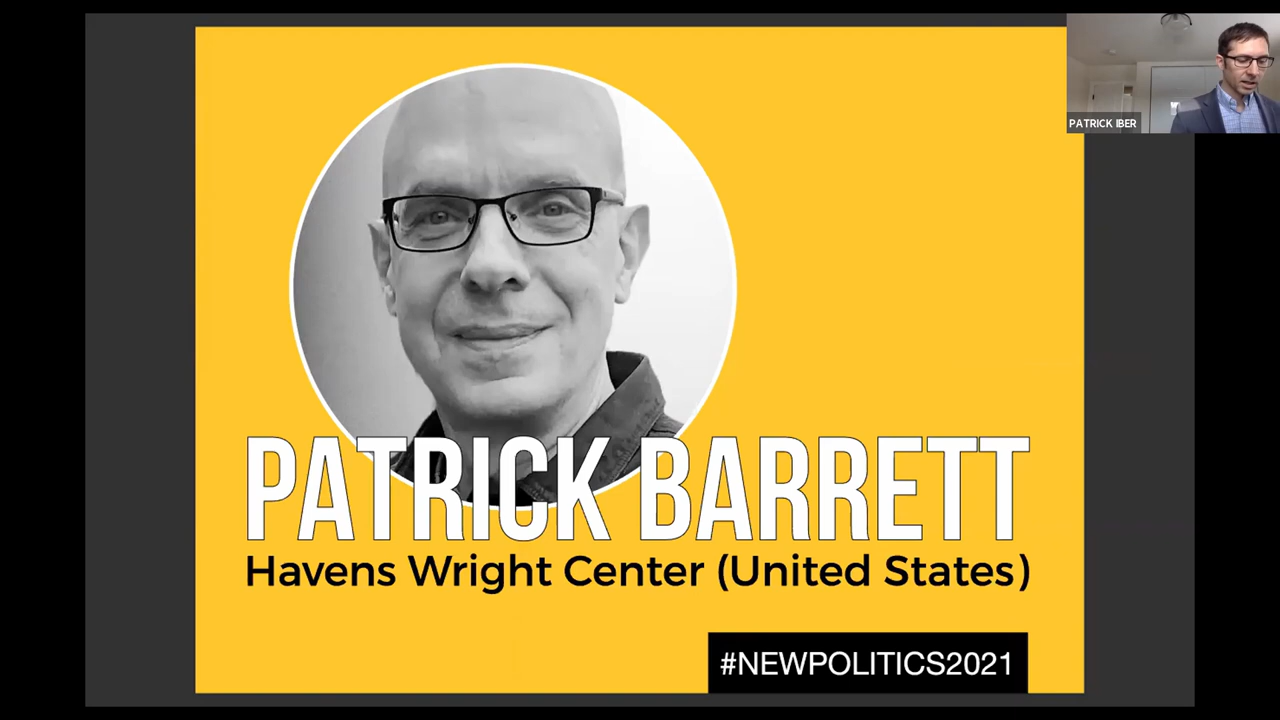 PATRICK IBER
PATRICK BARRETT
Havens Wright Center (United States)
#NEWPOLITICS2021